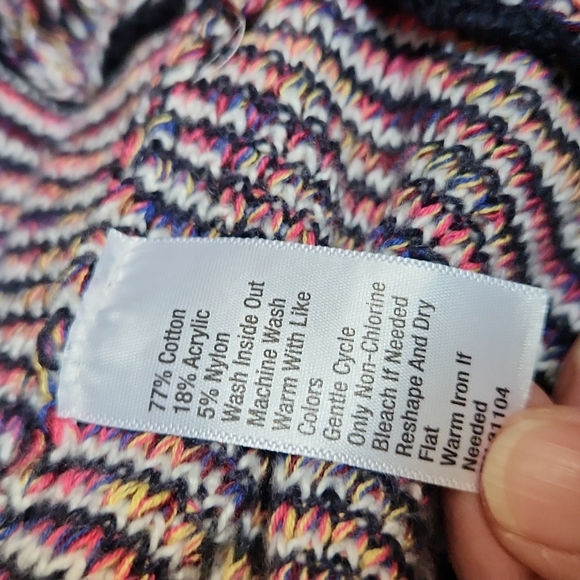 77% Cotton
18% Acrylic
5% Nylon
Wash Inside Out
Machine Wash
Warm With Like
Colors
Gentle Cycle
Only Non-Chlorine
Bleach If Needed
Reshape And Dry
Flat
Warm Iron If
Needed